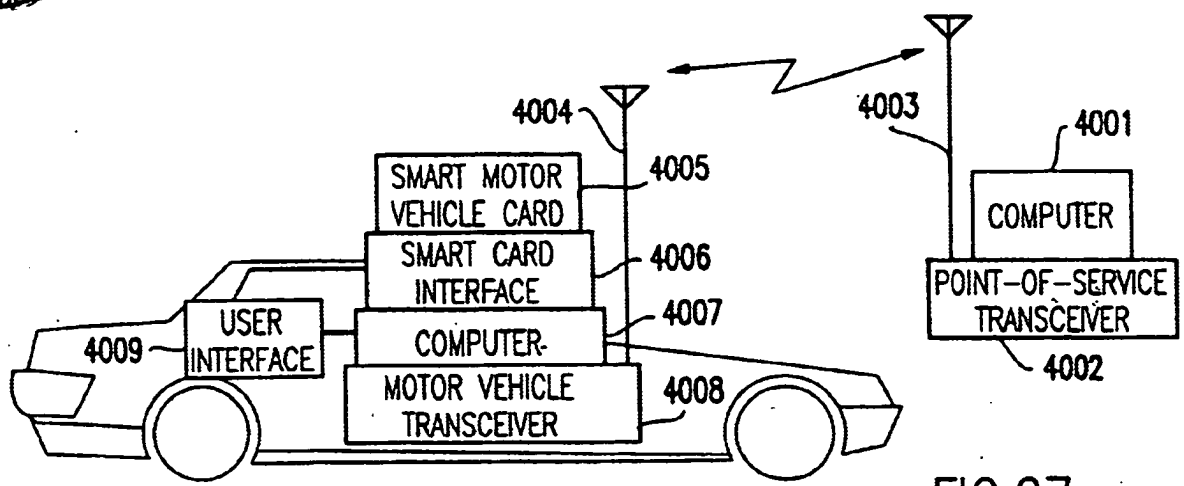 4004
4003
4001
SMART MOTOR
VEHICLE CARD
4005
COMPUTER
SMART CARD
INTERFACE
4006
POINT-OF-SERVICE
TRANSCEIVER
USER
INTERFACE
4009
COMPUTER
4007
4002
MOTOR VEHICLE
TRANSCEIVER
4008